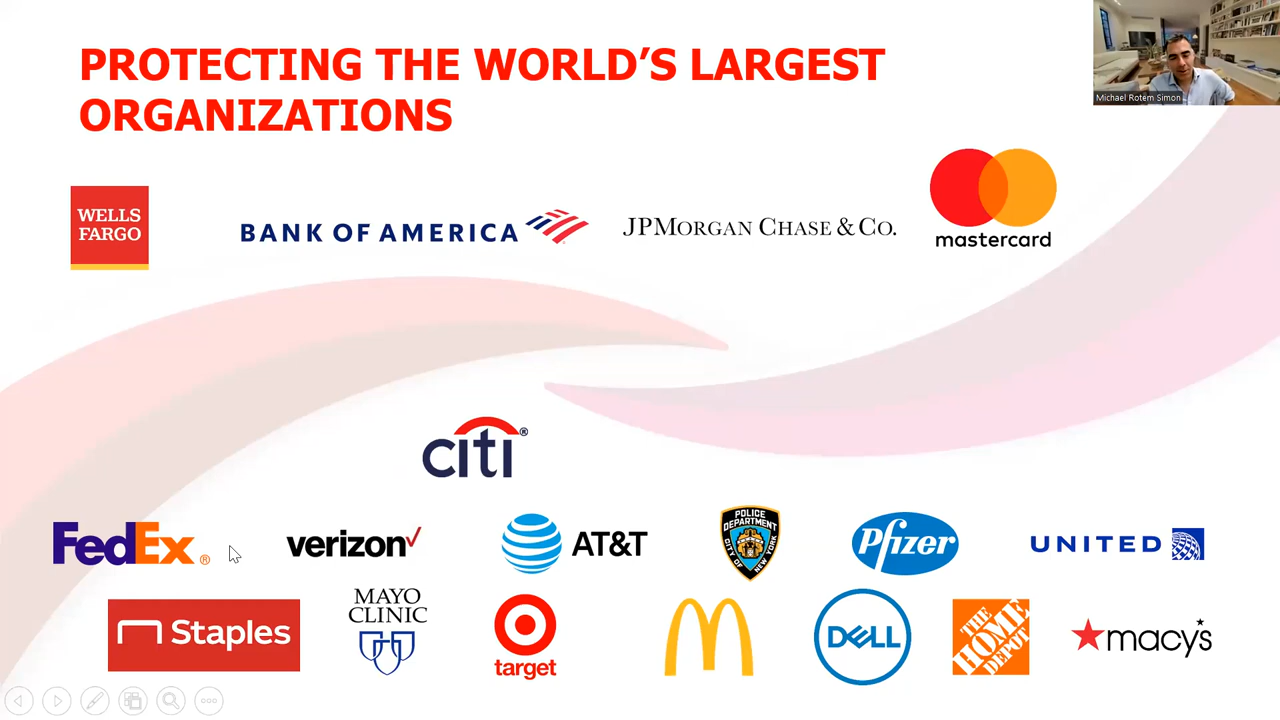 PROTECTING THE WORLD'S LARGEST
ORGANIZATIONS
Michael Rotem Simon
WELLS
FARGO
BANK OF AMERICA
JPMORGAN CHASE & CO.
mastercard
citi®
FedEx®
verizon
AT&T
POLICE
DEPARTMENT
CITY OF NEW YORK
Pfizer
UNITED
Staples
MAYO
CLINIC
target
DELL
THE
HOME
DEPOT
macy's